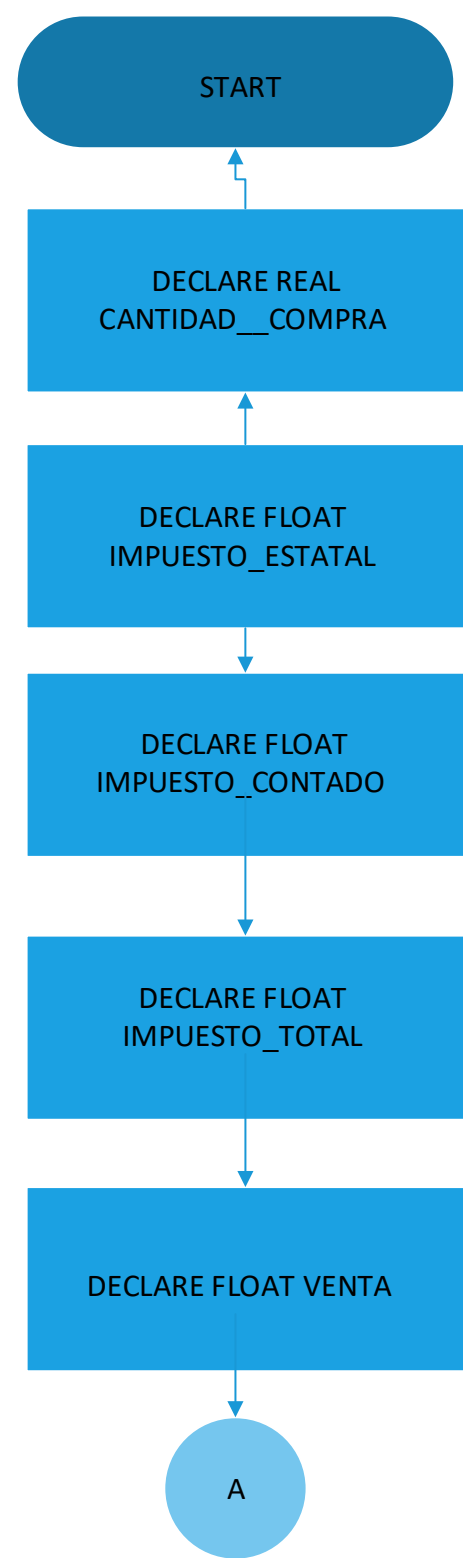 START
DECLARE REAL
CANTIDAD__COMPRA
DECLARE FLOAT
IMPUESTO_ESTATAL
DECLARE FLOAT
IMPUESTO_CONTADO
DECLARE FLOAT
IMPUESTO_TOTAL
DECLARE FLOAT VENTA
A